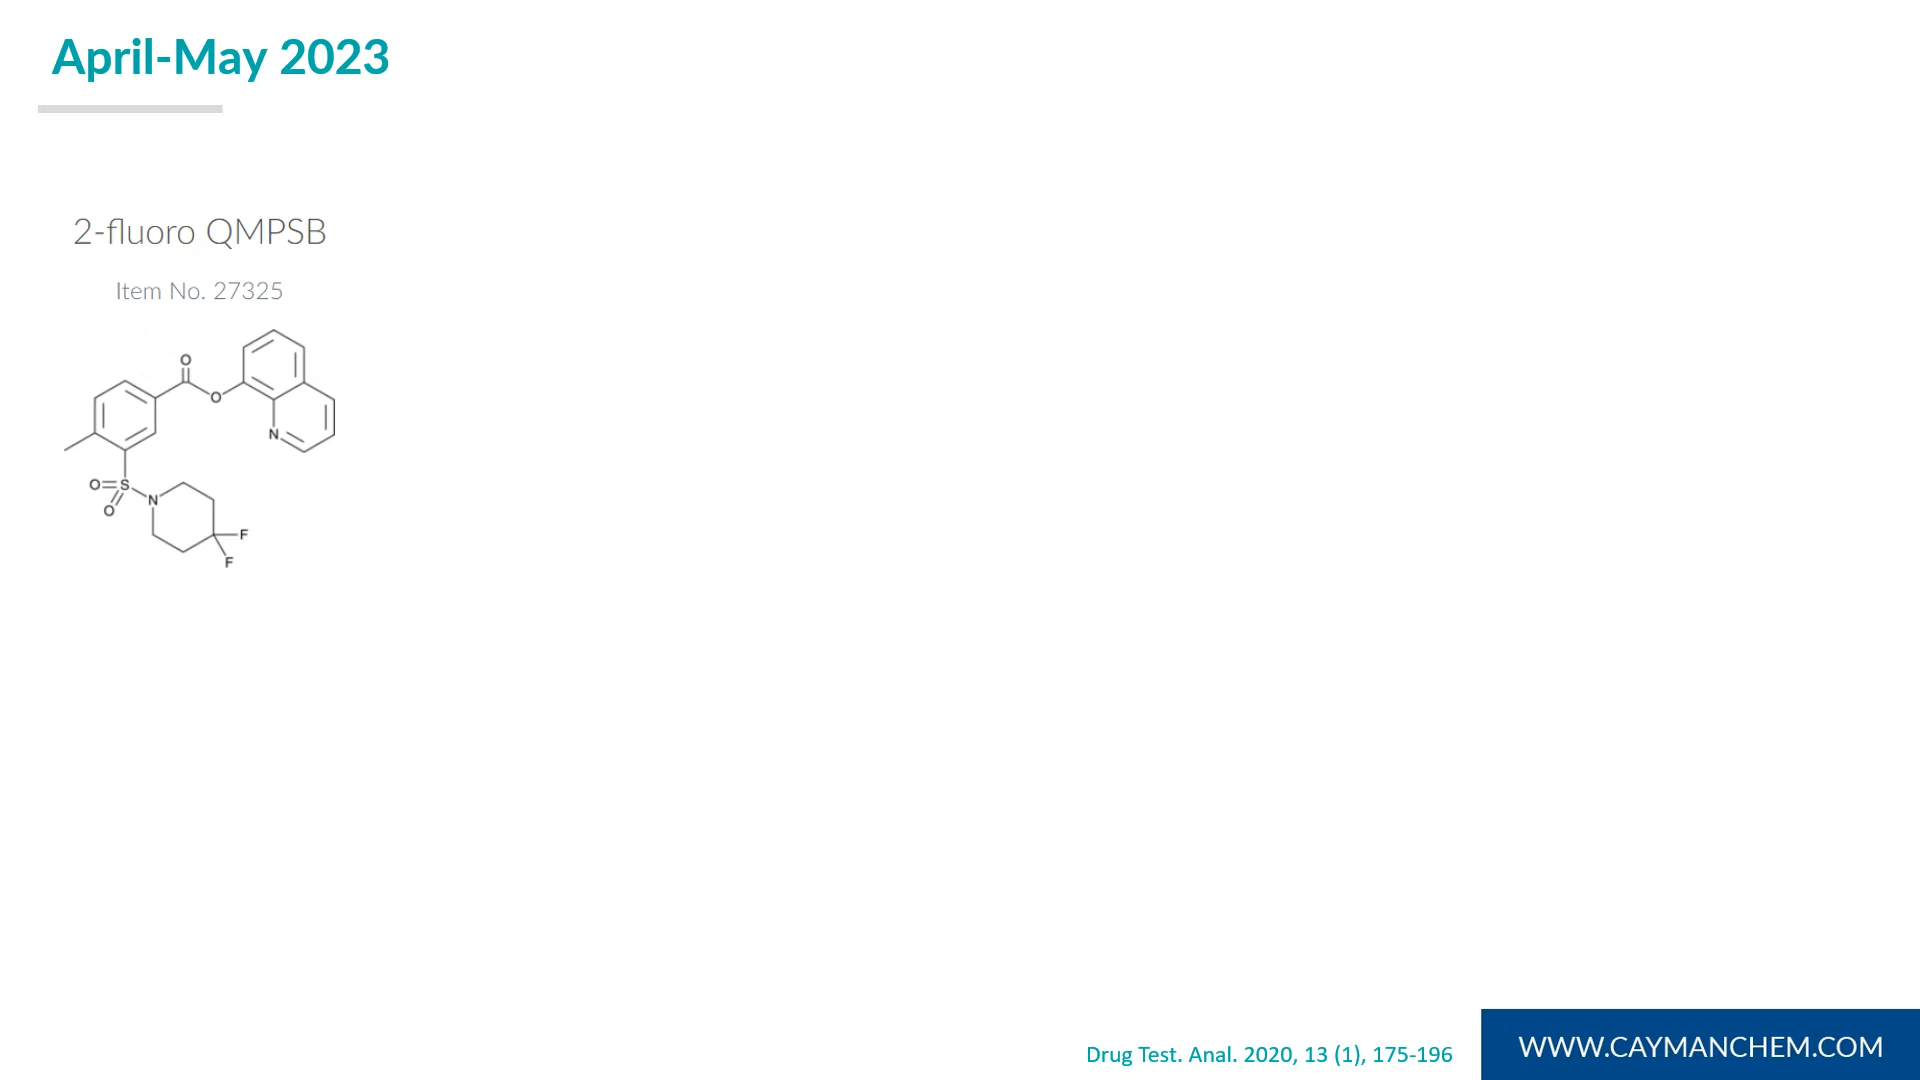 April-May 2023
2-fluoro QMPSB
Item No. 27325
O
O
N
O=S
N
O
F
F
Drug Test. Anal. 2020, 13 (1), 175-196
WWW.CAYMANCHEM.COM